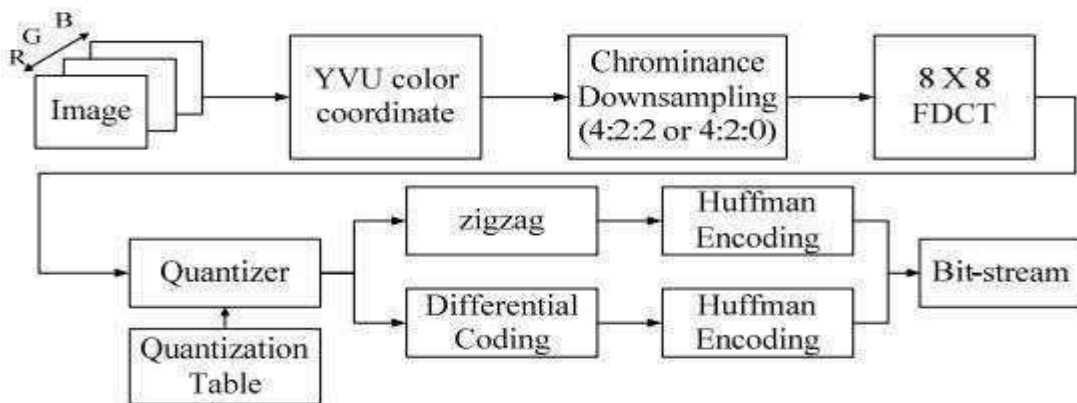 R
G
B
Image
YVU color
coordinate
Chrominance
Downsampling
(4:2:2 or 4:2:0)
8 X 8
FDCT
Quantizer
Quantization
Table
zigzag
Huffman
Encoding
Differential
Coding
Huffman
Encoding
Bit-stream